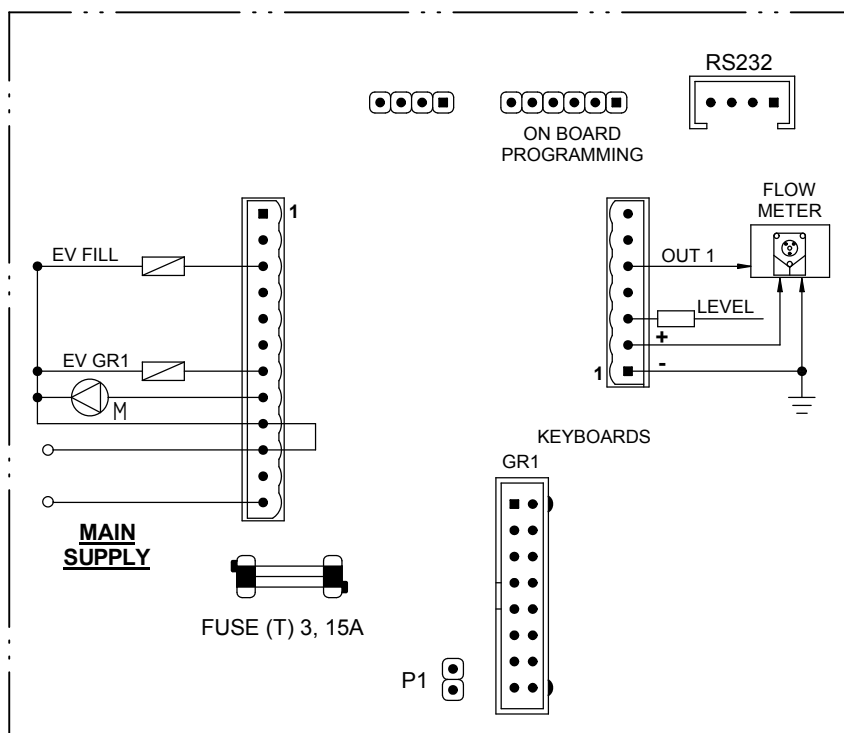 RS232
ON BOARD
PROGRAMMING
FLOW
METER
1
EV FILL
OUT 1
LEVEL
+
EV GR1
-
1
M
KEYBOARDS
GR1
MAIN
SUPPLY
FUSE (T) 3, 15A
P1